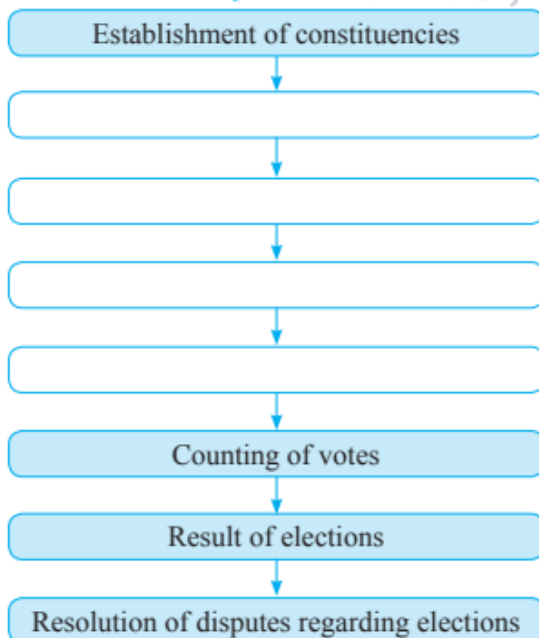 Establishment of constituencies
Counting of votes
Result of elections
Resolution of disputes regarding elections